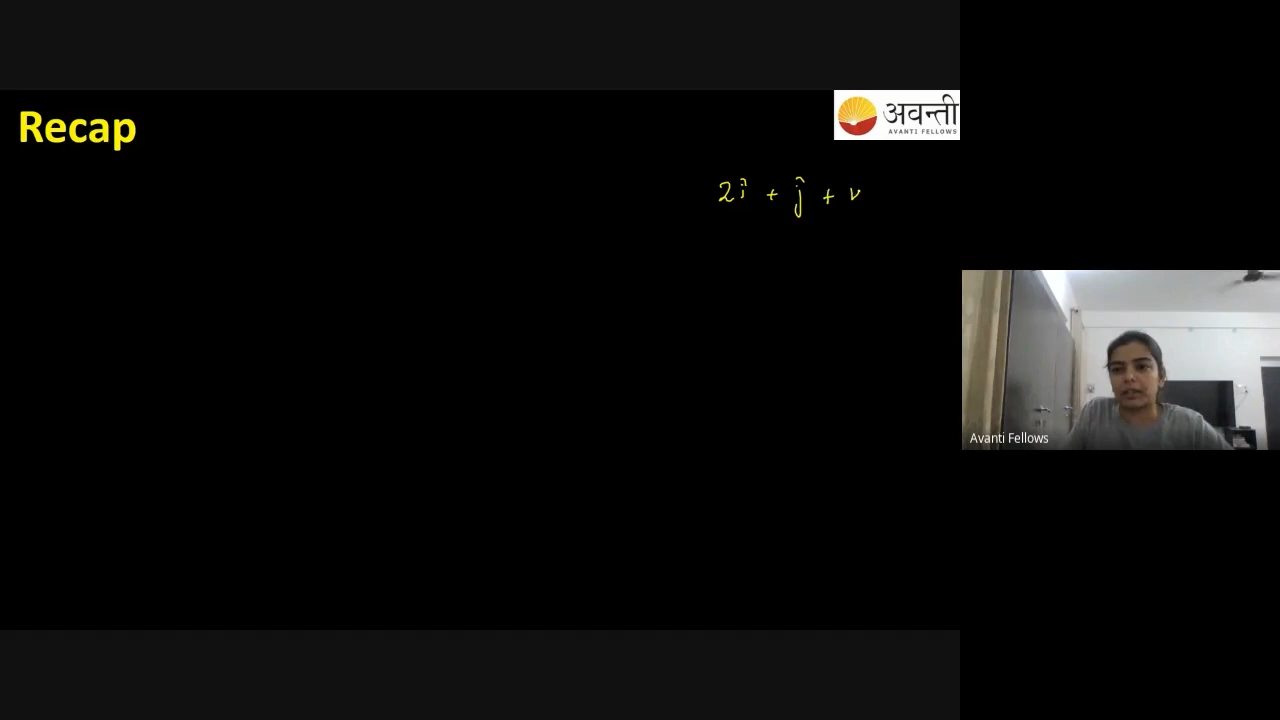 Recap
अवन्ती
AVANTI FELLOWS
2î + ĵ + v
Avanti Fellows